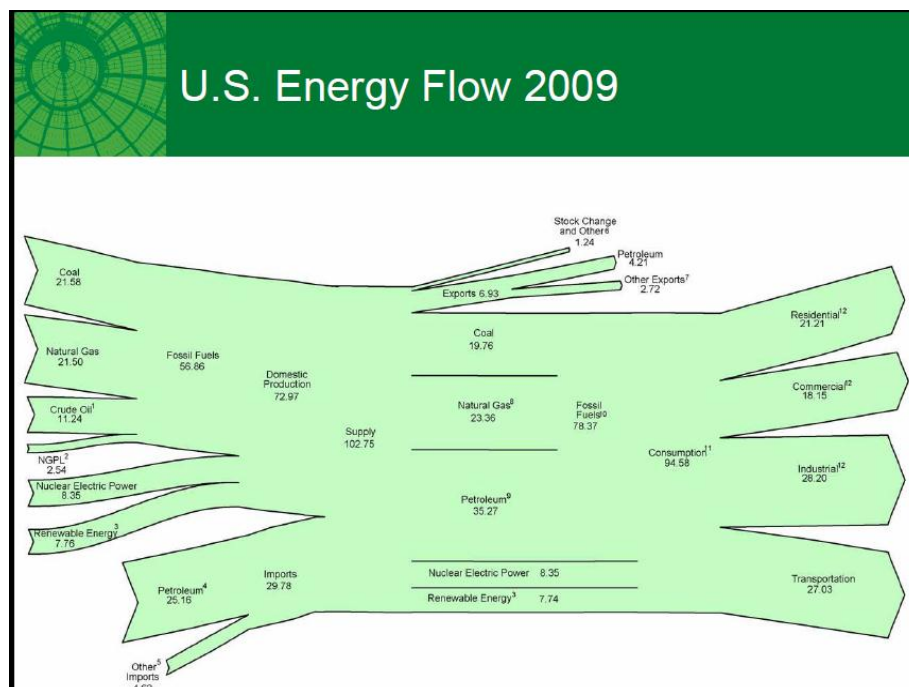 U.S. Energy Flow 2009
Stock Change
and Other6
1.24
Petroleum
4.21
Other Exports7
2.72
Exports 6.93
Coal
21.58
Natural Gas
21.50
Crude Oil1
11.24
NGPL2
2.54
Nuclear Electric Power
8.35
Renewable Energy3
7.76
Fossil Fuels
56.86
Domestic
Production
72.97
Supply
102.75
Petroleum4
25.16
Imports
29.78
Other5
Imports
Coal
19.76
Natural Gas8
23.36
Petroleum9
35.27
Nuclear Electric Power 8.35
Renewable Energy3 7.74
Fossil
Fuels10
78.37
Consumption11
94.58
Residential12
21.21
Commercial12
18.15
Industrial12
28.20
Transportation
27.03